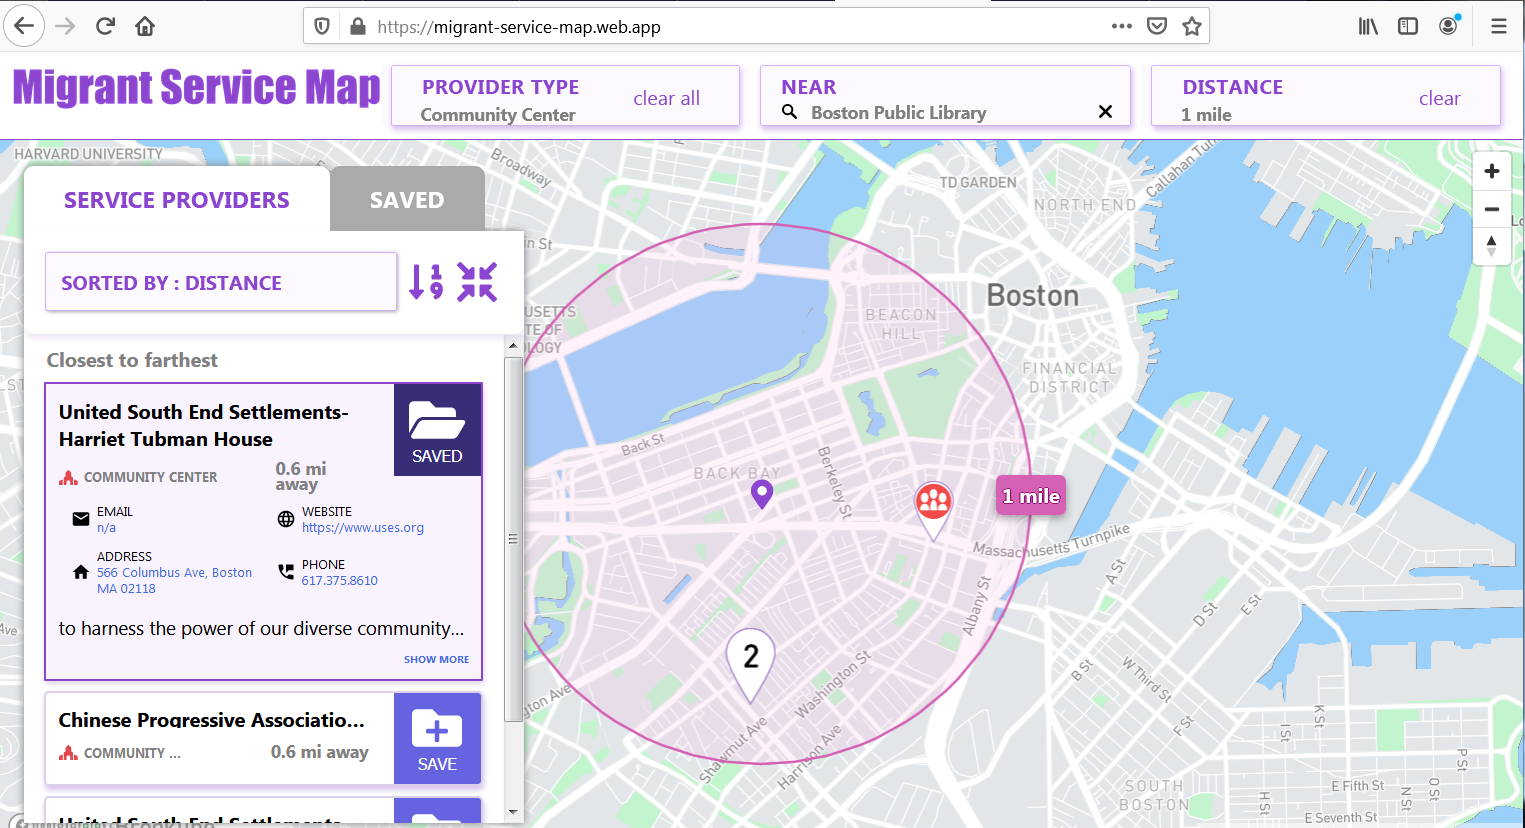 https://migrant-service-map.web.app
Migrant Service Map
PROVIDER TYPE
Community Center
clear all
NEAR
Boston Public Library
DISTANCE
1 mile
clear
SERVICE PROVIDERS
SAVED
SORTED BY : DISTANCE
Closest to farthest
United South End Settlements-
Harriet Tubman House
SAVED
COMMUNITY CENTER
0.6 mi
away
EMAIL
n/a
WEBSITE
https://www.uses.org
ADDRESS
566 Columbus Ave, Boston
MA 02118
PHONE
617.375.8610
to harness the power of our diverse community...
SHOW MORE
Chinese Progressive Associatio...
COMMUNITY ...
0.6 mi away
SAVE
United South End Settlements-
HARVARD UNIVERSITY
Broadway
TD GARDEN
NORTH END
Callahan Tun
Boston
BEACON
HILL
FINANCIAL
DISTRICT
Back St
BACK BAY
Berkeley St
1 mile
Massachusetts Turnpike
Albany St
A St
D St
E St
B St
W Third St
F St
2
Washington St
Shawmut Ave
Harrison Ave
SOUTH
BOSTON
I St
K St
P St
O St
N St
H St
E Fifth St
E Seventh St